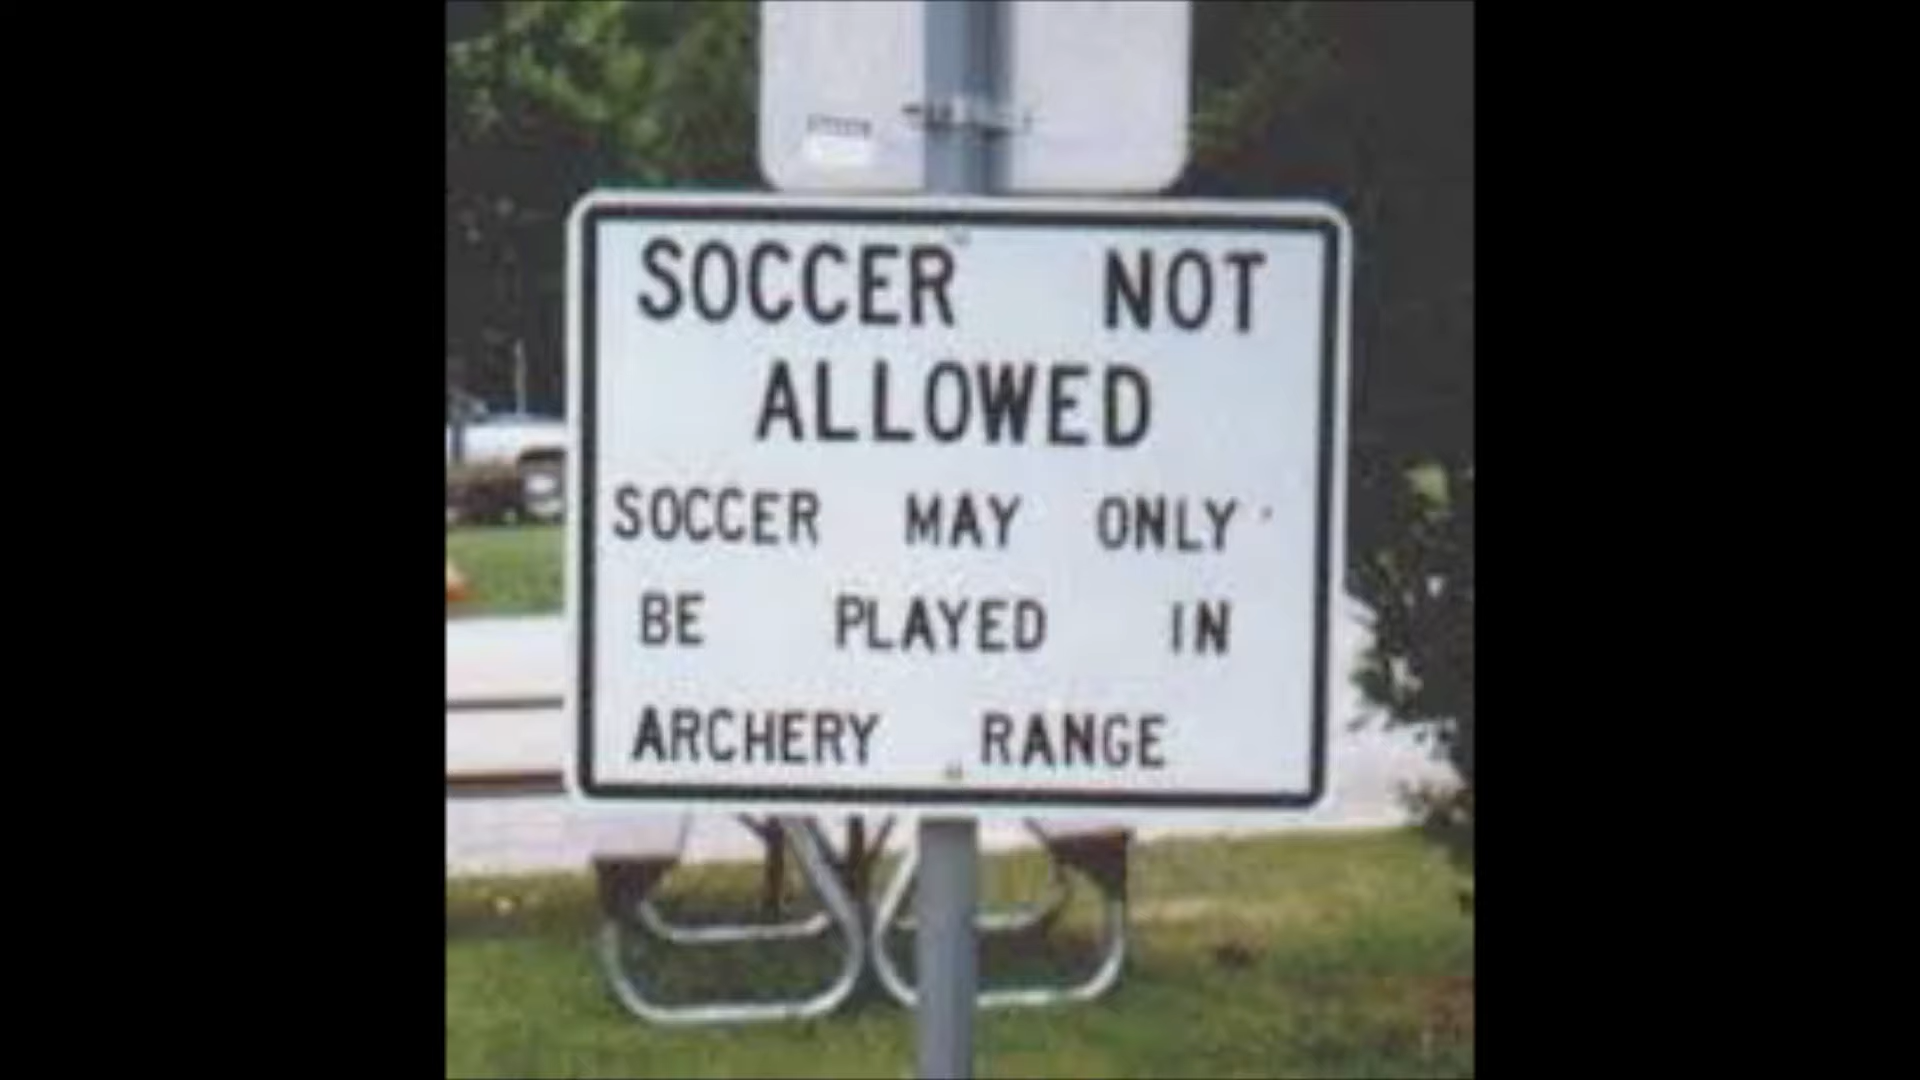 SOCCER NOT
ALLOWED
SOCCER MAY ONLY
BE PLAYED IN
ARCHERY RANGE